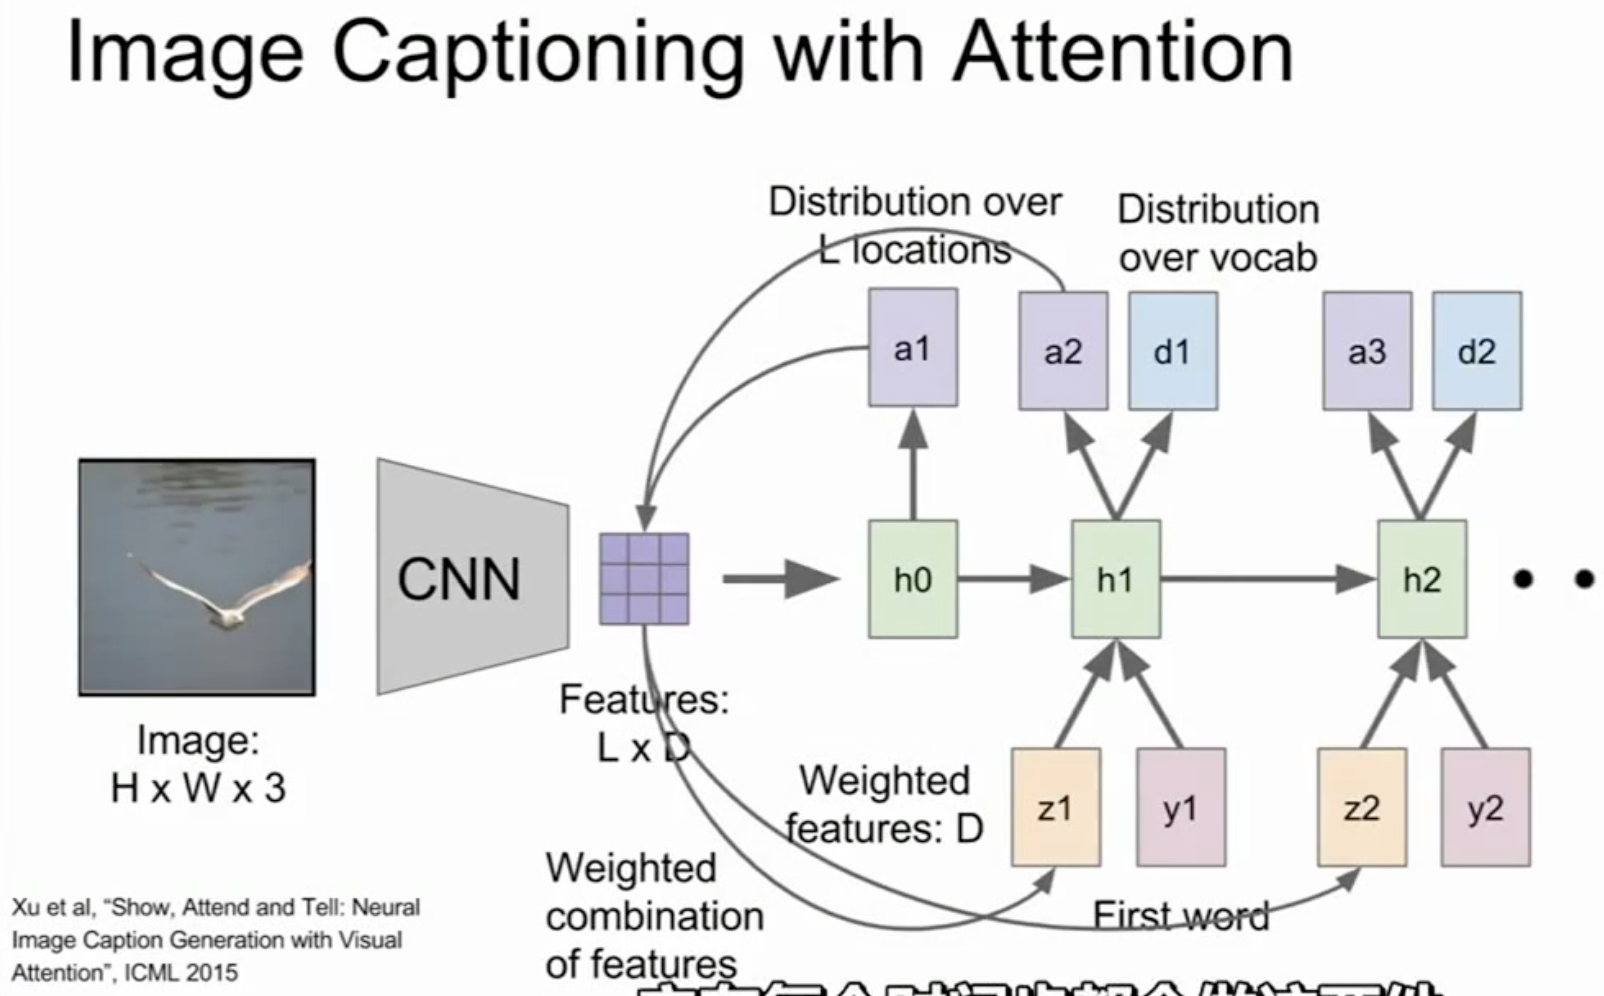 Image Captioning with Attention
Distribution over
L locations
Distribution
over vocab
a1
a2
d1
a3
d2
CNN
h0
h1
h2
Features:
L x D
Image:
H x W x 3
Weighted
features: D
z1
y1
z2
y2
Weighted
combination
of features
First word
Xu et al, “Show, Attend and Tell: Neural
Image Caption Generation with Visual
Attention”, ICML 2015